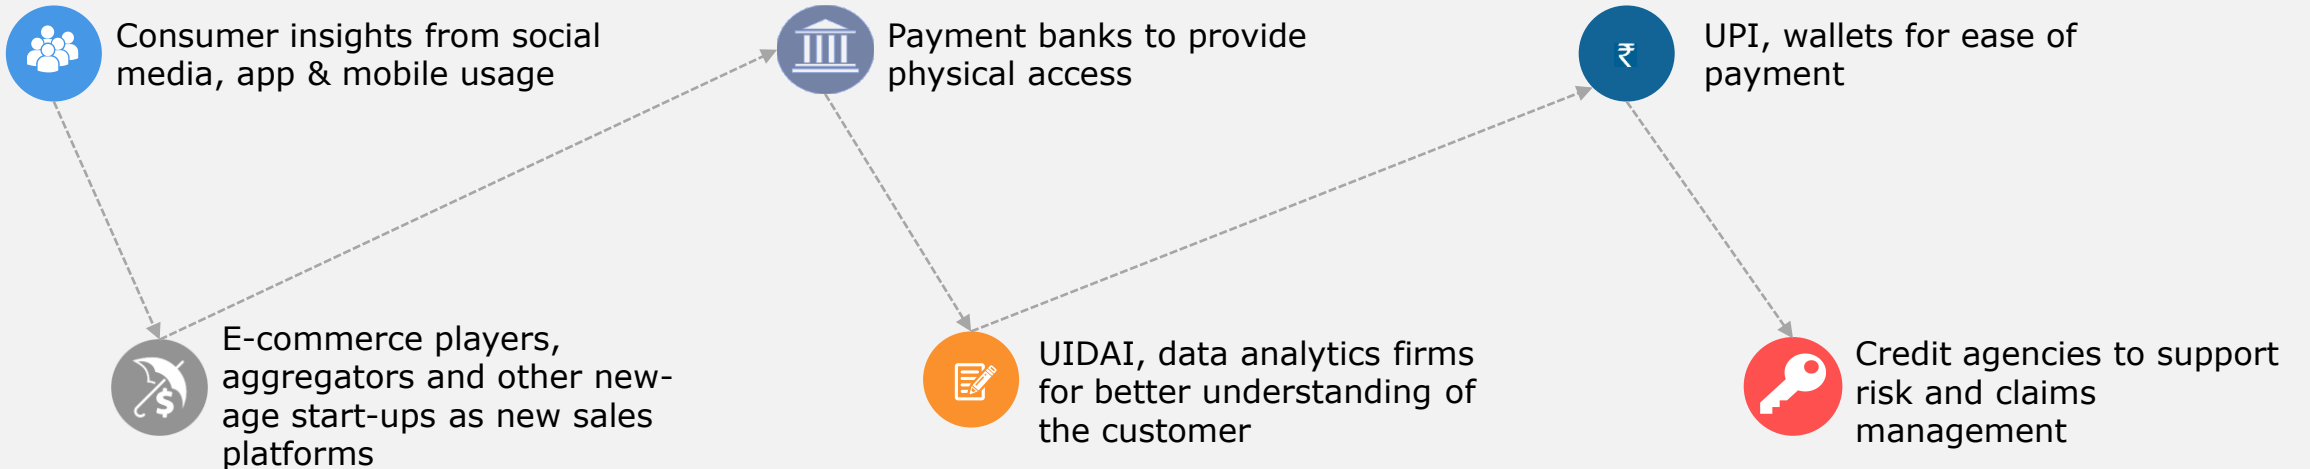 Consumer insights from social
media, app & mobile usage
E-commerce players,
aggregators and other new-
age start-ups as new sales
platforms
Payment banks to provide
physical access
UIDAI, data analytics firms
for better understanding of
the customer
₹
UPI, wallets for ease of
payment
$
Credit agencies to support
risk and claims
management